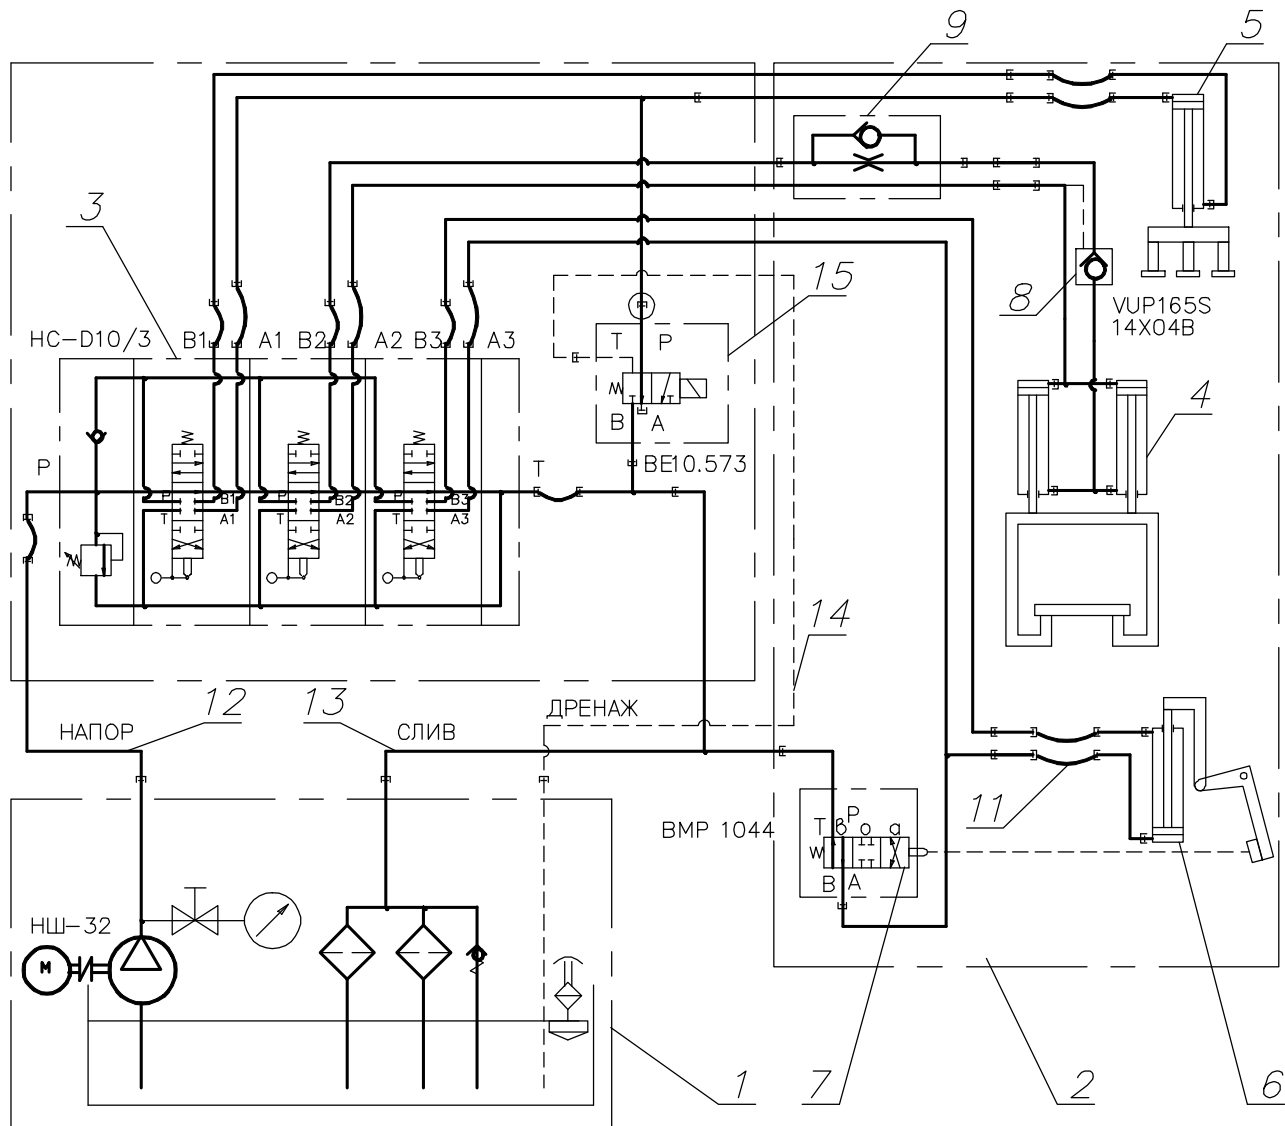 9
5
3
15
8
VUP165S
14X04B
HC-D10/3
B1
A1
B2
A2
B3
A3
T
P
4
B
A
BE10.573
P
T
P
B1
T
A1
P
B2
T
A2
P
B3
T
A3
14
12
13
ДРЕНАЖ
НАПОР
СЛИВ
11
BMP 1044
T
в
P
о
а
B
A
НШ-32
M
1
7
2
6